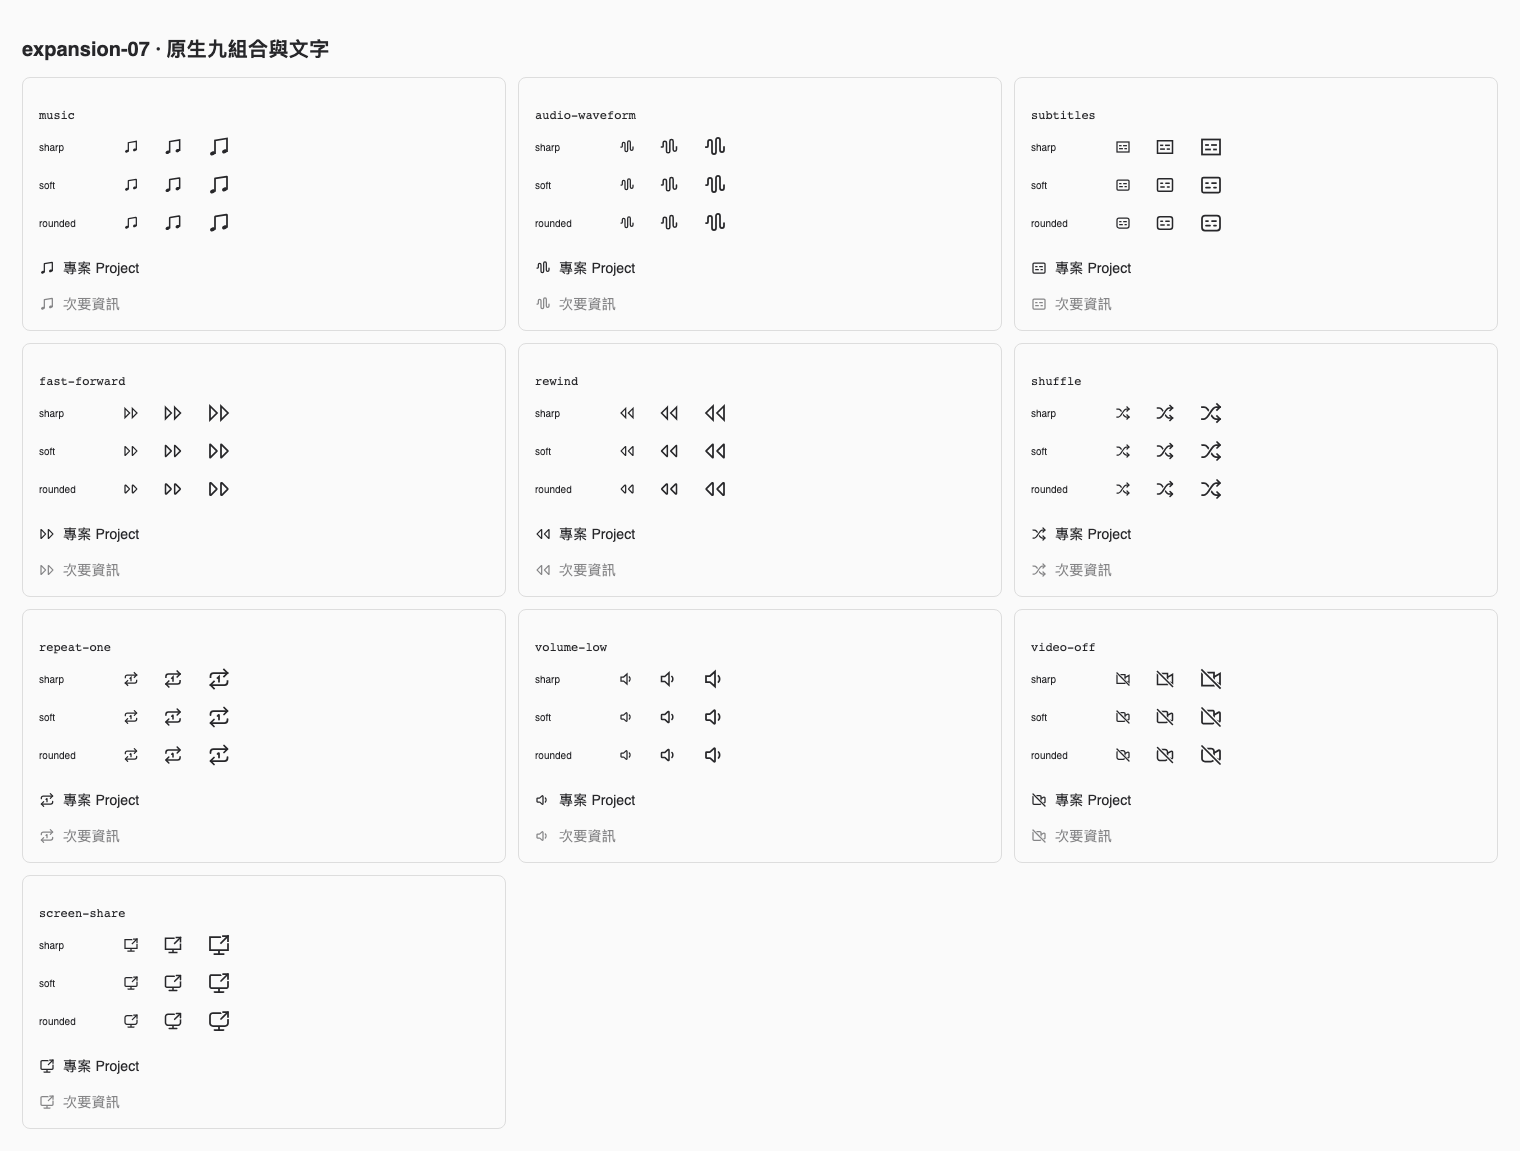 expansion-07 · 原生九組合與文字
music
sharp
soft
rounded
專案 Project
次要資訊
audio-waveform
sharp
soft
rounded
專案 Project
次要資訊
subtitles
sharp
soft
rounded
專案 Project
次要資訊
fast-forward
sharp
soft
rounded
專案 Project
次要資訊
rewind
sharp
soft
rounded
專案 Project
次要資訊
shuffle
sharp
soft
rounded
專案 Project
次要資訊
repeat-one
sharp
soft
rounded
專案 Project
次要資訊
volume-low
sharp
soft
rounded
專案 Project
次要資訊
video-off
sharp
soft
rounded
專案 Project
次要資訊
screen-share
sharp
soft
rounded
專案 Project
次要資訊